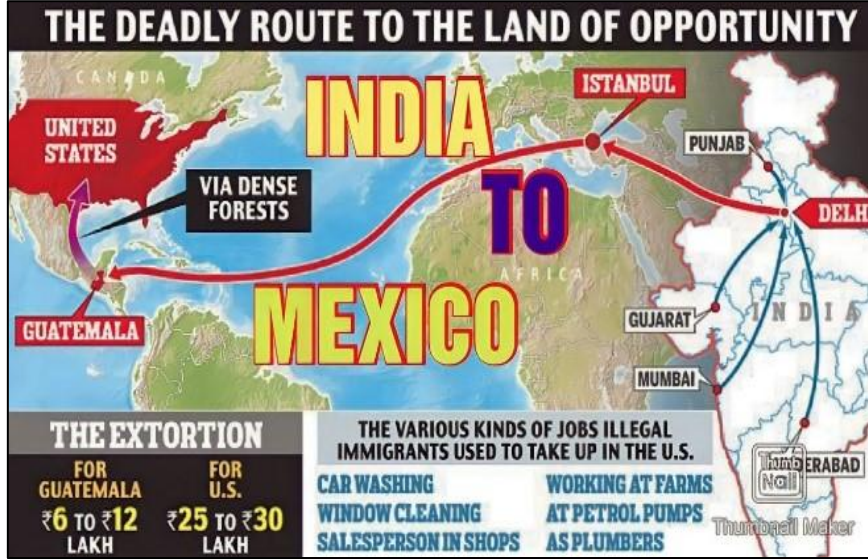 THE DEADLY ROUTE TO THE LAND OF OPPORTUNITY
CANADA
UNITED
STATES
VIA DENSE
FORESTS
GUATEMALA
INDIA
TO
MEXICO
ISTANBUL
AFRICA
PUNJAB
DELH
GUJARAT
INDIA
MUMBAI
ERABAD
THE EXTORTION
FOR
GUATEMALA
₹6 TO ₹12
LAKH
FOR
U.S.
₹25 TO ₹30
LAKH
THE VARIOUS KINDS OF JOBS ILLEGAL
IMMIGRANTS USED TO TAKE UP IN THE U.S.
CAR WASHING
WINDOW CLEANING
SALESPERSON IN SHOPS
WORKING AT FARMS
AT PETROL PUMPS
AS PLUMBERS
Thumb
Nail
Thumbnail Maker